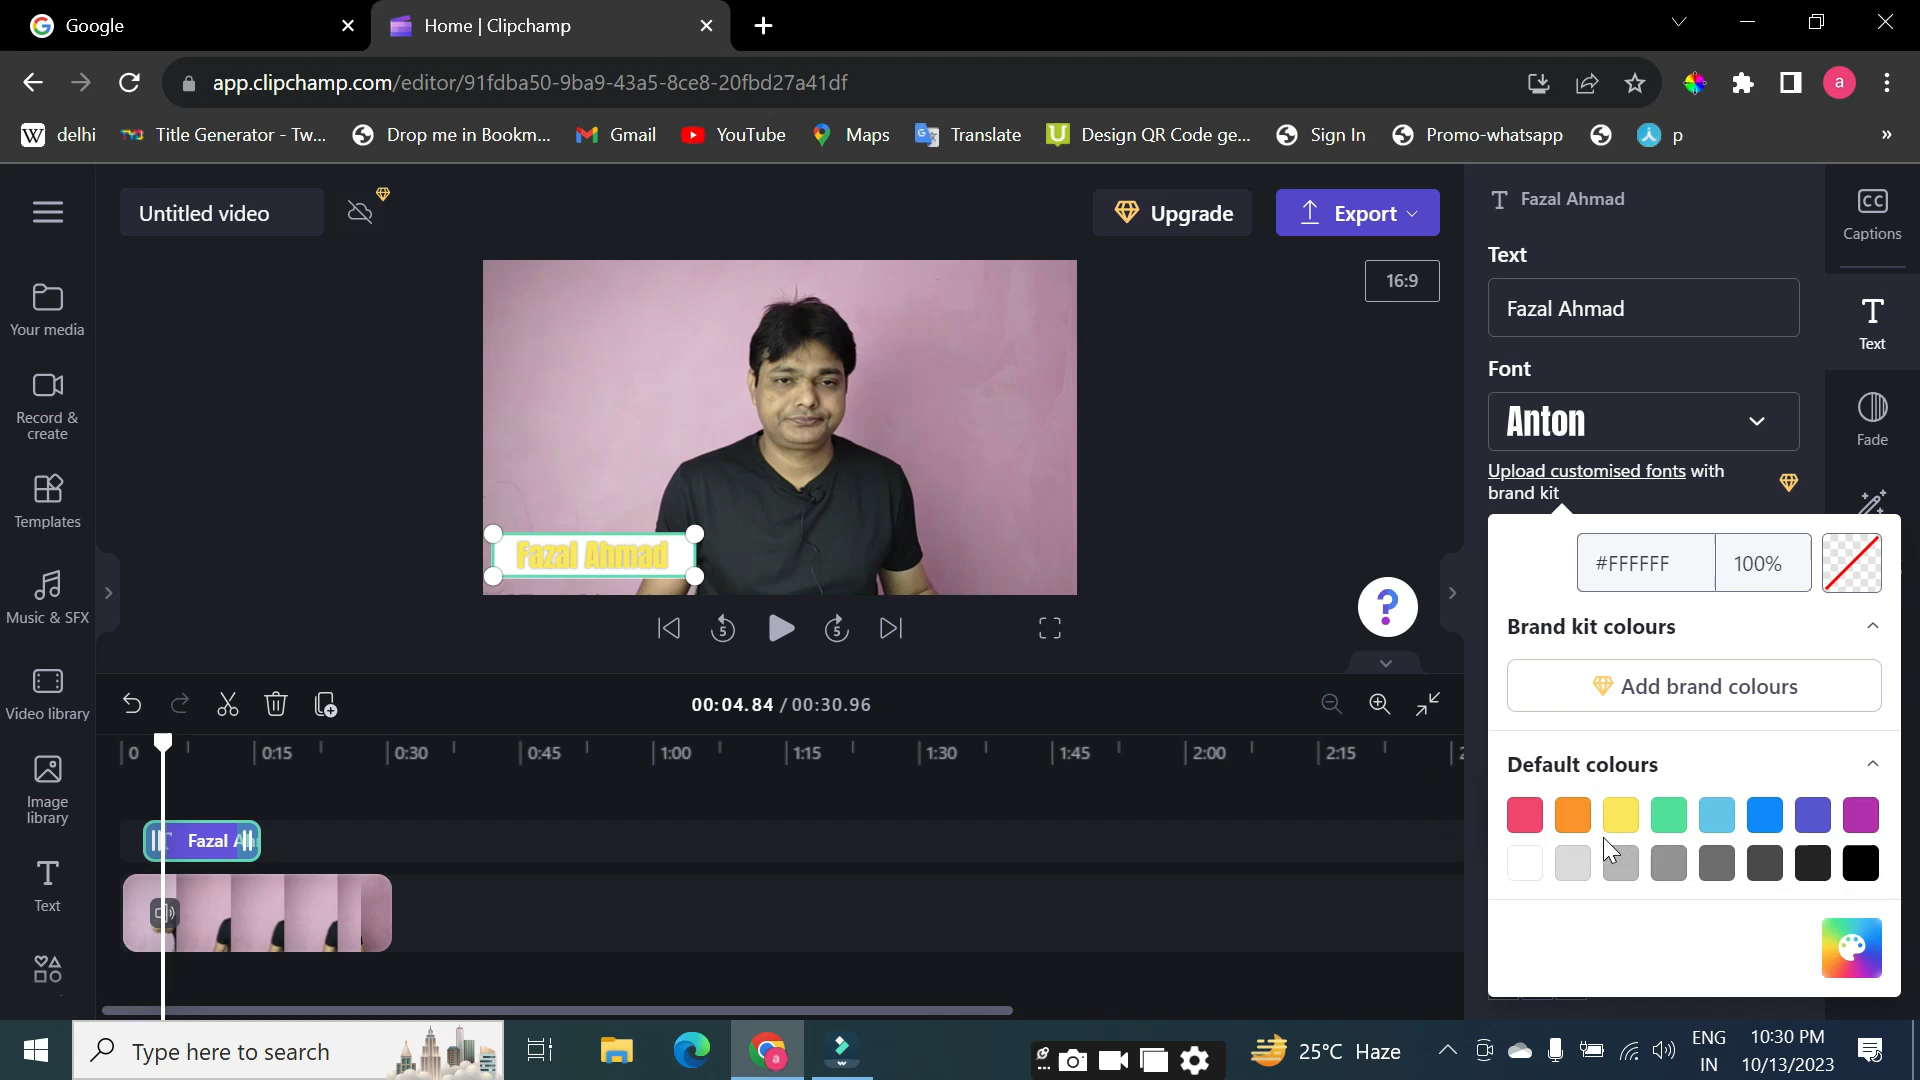 Google
Home | Clipchamp
app.clipchamp.com/editor/91fdba50-9ba9-43a5-8ce8-20fbd27a41df
a
W delhi
Title Generator - Tw...
Drop me in Bookm...
Gmail
YouTube
Maps
Translate
Design QR Code ge...
Sign In
Promo-whatsapp
p
»
Untitled video
Upgrade
Export
16:9
Your media
Record &
create
Templates
Music & SFX
Video library
Image
library
Text
Fazal Ahmad
5
5
?
00:04.84 / 00:30.96
0
0:15
0:30
0:45
1:00
1:15
1:30
1:45
2:00
2:15
Fazal Ahm
T Fazal Ahmad
Text
Fazal Ahmad
Font
Anton
Upload customised fonts with
brand kit
#FFFFFF
100%
Brand kit colours
Add brand colours
Default colours
CC
Captions
T
Text
Fade
Type here to search
25°C Haze
ENG
IN
10:30 PM
10/13/2023